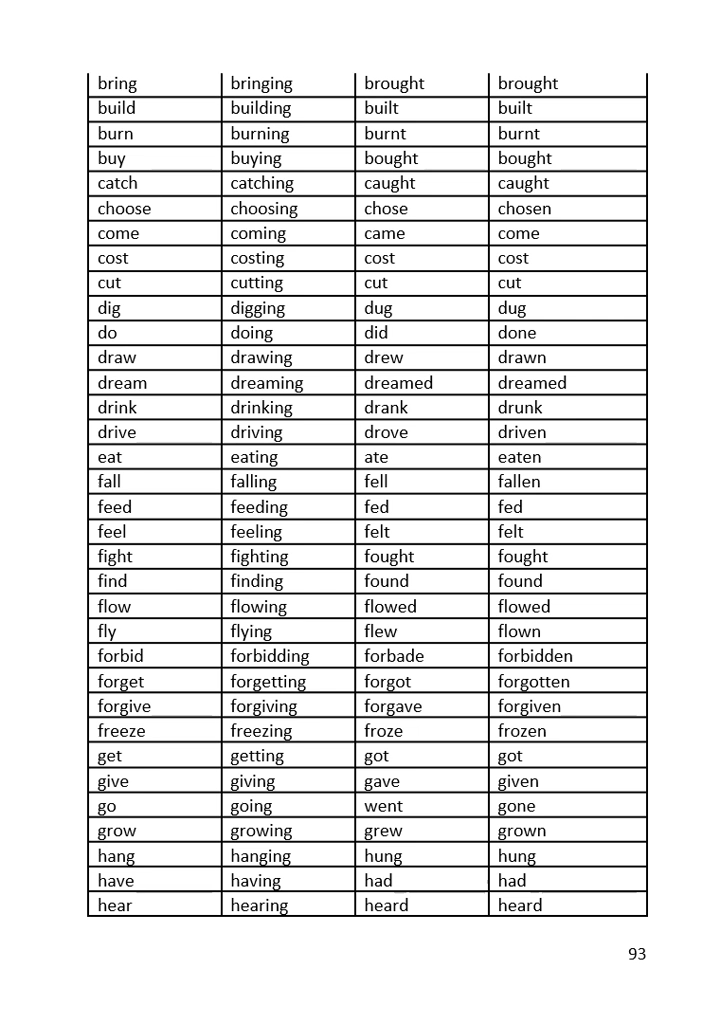 bring bringing brought brought
build building built built
burn burning burnt burnt
buy buying bought bought
catch catching caught caught
choose choosing chose chosen
come coming came come
cost costing cost cost
cut cutting cut cut
dig digging dug dug
do doing did done
draw drawing drew drawn
dream dreaming dreamed dreamed
drink drinking drank drunk
drive driving drove driven
eat eating ate eaten
fall falling fell fallen
feed feeding fed fed
feel feeling felt felt
fight fighting fought fought
find finding found found
flow flowing flowed flowed
fly flying flew flown
forbid forbidding forbade forbidden
forget forgetting forgot forgotten
forgive forgiving forgave forgiven
freeze freezing froze frozen
get getting got got
give giving gave given
go going went gone
grow growing grew grown
hang hanging hung hung
have having had had
hear hearing heard heard
93